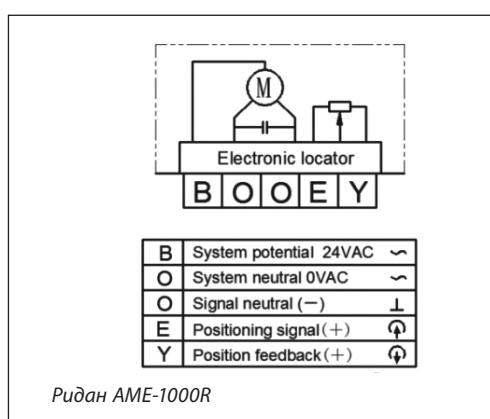 M
Electronic locator
B O O E Y
B System potential 24VAC ~
O System neutral 0VAC ~
O Signal neutral (−) ⊥
E Positioning signal (+)
Y Position feedback (+)
Ридан AME-1000R